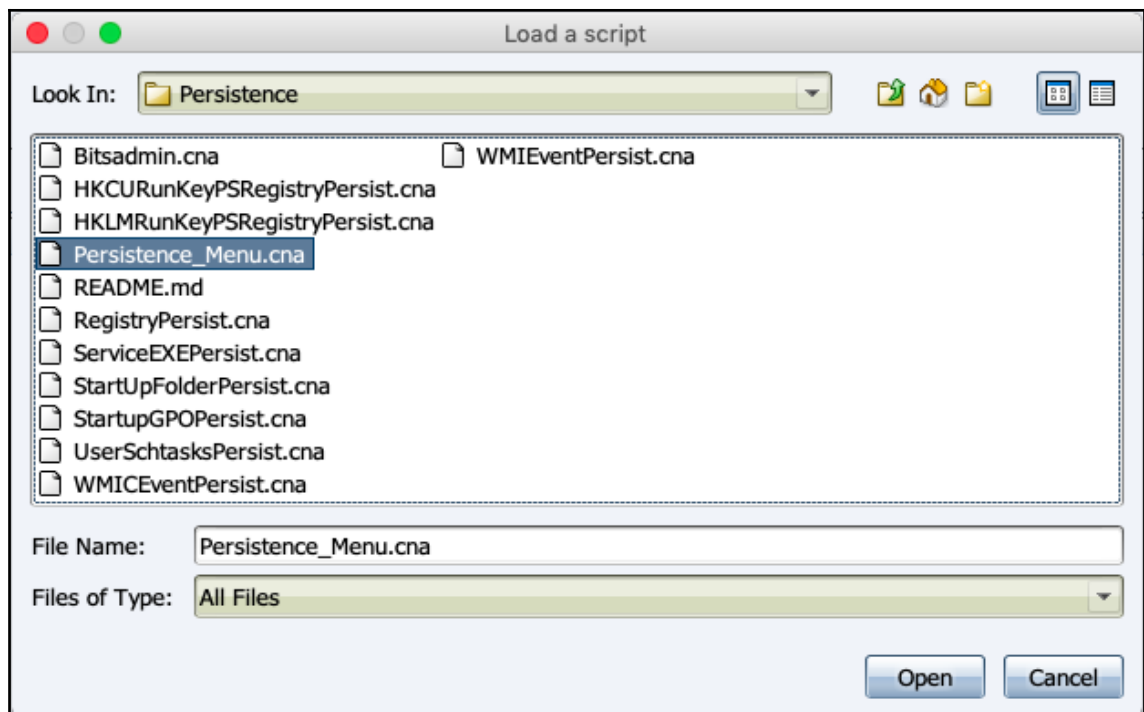 Load a script
Look In: Persistence
Bitsadmin.cna
HKCURunKeyPSRegistryPersist.cna
HKLMRunKeyPSRegistryPersist.cna
Persistence_Menu.cna
README.md
RegistryPersist.cna
ServiceEXEPersist.cna
StartUpFolderPersist.cna
StartupGPOPersist.cna
UserSchtasksPersist.cna
WMICEventPersist.cna
WMIEventPersist.cna
File Name: Persistence_Menu.cna
Files of Type: All Files
Open Cancel